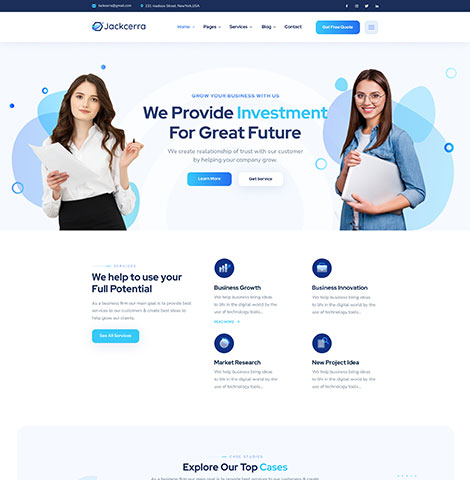 Jackcerra@gmail.com
Jackcerra
Home Pages Services Blog Contact
Get Free Quote
GROW YOUR BUSINESS WITH US
We Provide Investment
For Great Future
We create realationship of trust with our customer
by helping your company grow.
Learn More
Get Service
SERVICES
We help to use your
Full Potential
As a business firm our main goal is to provide best
services to our customers & create best ideas to
help grow our clients.
See All Services
Business Growth
We help business bring ideas
to life in the digital world by the
use of technology tools...
READ MORE
Business Innovation
We help business bring ideas
to life in the digital world by the
use of technology tools...
Market Research
We help business bring ideas
to life in the digital world by the
use of technology tools...
New Project Idea
We help business bring ideas
to life in the digital world by the
use of technology tools...
CASE STUDIES
Explore Our Top Cases
As a business firm our main goal is to provide best services to our customers & create